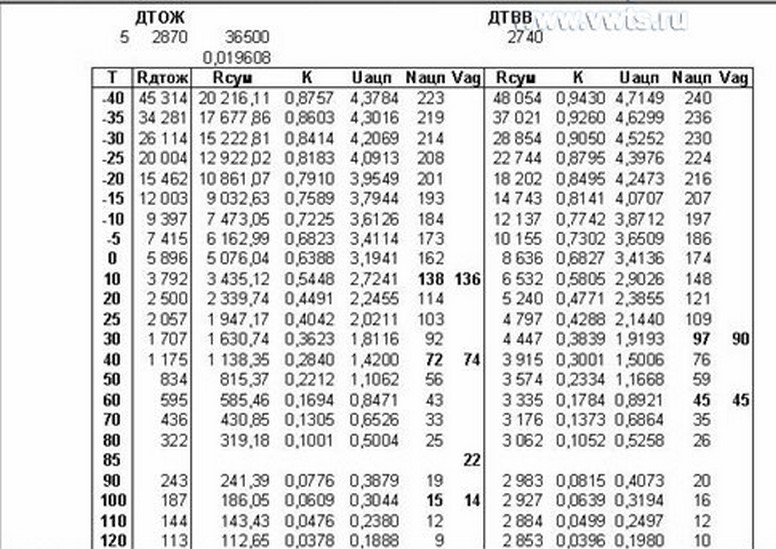 ДТОЖ ДТВВ www.vwts.ru
5 2870 36500 2740
0,019608
Т Rдтож Rсум К Uацп Nацп Vag Rсум К Uацп Nацп Vag
-40 45 314 20 216,11 0,8757 4,3784 223 48 054 0,9430 4,7149 240
-35 34 281 17 677,86 0,8603 4,3016 219 37 021 0,9260 4,6299 236
-30 26 114 15 222,81 0,8414 4,2069 214 28 854 0,9050 4,5252 230
-25 20 004 12 922,02 0,8183 4,0913 208 22 744 0,8795 4,3976 224
-20 15 462 10 861,07 0,7910 3,9549 201 18 202 0,8495 4,2473 216
-15 12 003 9 032,63 0,7589 3,7944 193 14 743 0,8141 4,0707 207
-10 9 397 7 473,05 0,7225 3,6126 184 12 137 0,7742 3,8712 197
-5 7 415 6 162,99 0,6823 3,4114 173 10 155 0,7302 3,6509 186
0 5 896 5 076,04 0,6388 3,1941 162 8 636 0,6827 3,4136 174
10 3 792 3 435,12 0,5448 2,7241 138 136 6 532 0,5805 2,9026 148
20 2 500 2 339,74 0,4491 2,2455 114 5 240 0,4771 2,3855 121
25 2 057 1 947,17 0,4042 2,0211 103 4 797 0,4288 2,1440 109
30 1 707 1 630,74 0,3623 1,8116 92 4 447 0,3839 1,9193 97 90
40 1 175 1 138,35 0,2840 1,4200 72 74 3 915 0,3001 1,5006 76
50 834 815,37 0,2212 1,1062 56 3 574 0,2334 1,1668 59
60 595 585,46 0,1694 0,8471 43 3 335 0,1784 0,8921 45 45
70 436 430,85 0,1305 0,6526 33 3 176 0,1373 0,6864 35
80 322 319,18 0,1001 0,5004 25 3 062 0,1052 0,5258 26
85 22
90 243 241,39 0,0776 0,3879 19 2 983 0,0815 0,4073 20
100 187 186,05 0,0609 0,3044 15 14 2 927 0,0639 0,3194 16
110 144 143,43 0,0476 0,2380 12 2 884 0,0499 0,2497 12
120 113 112,65 0,0378 0,1888 9 2 853 0,0396 0,1980 10